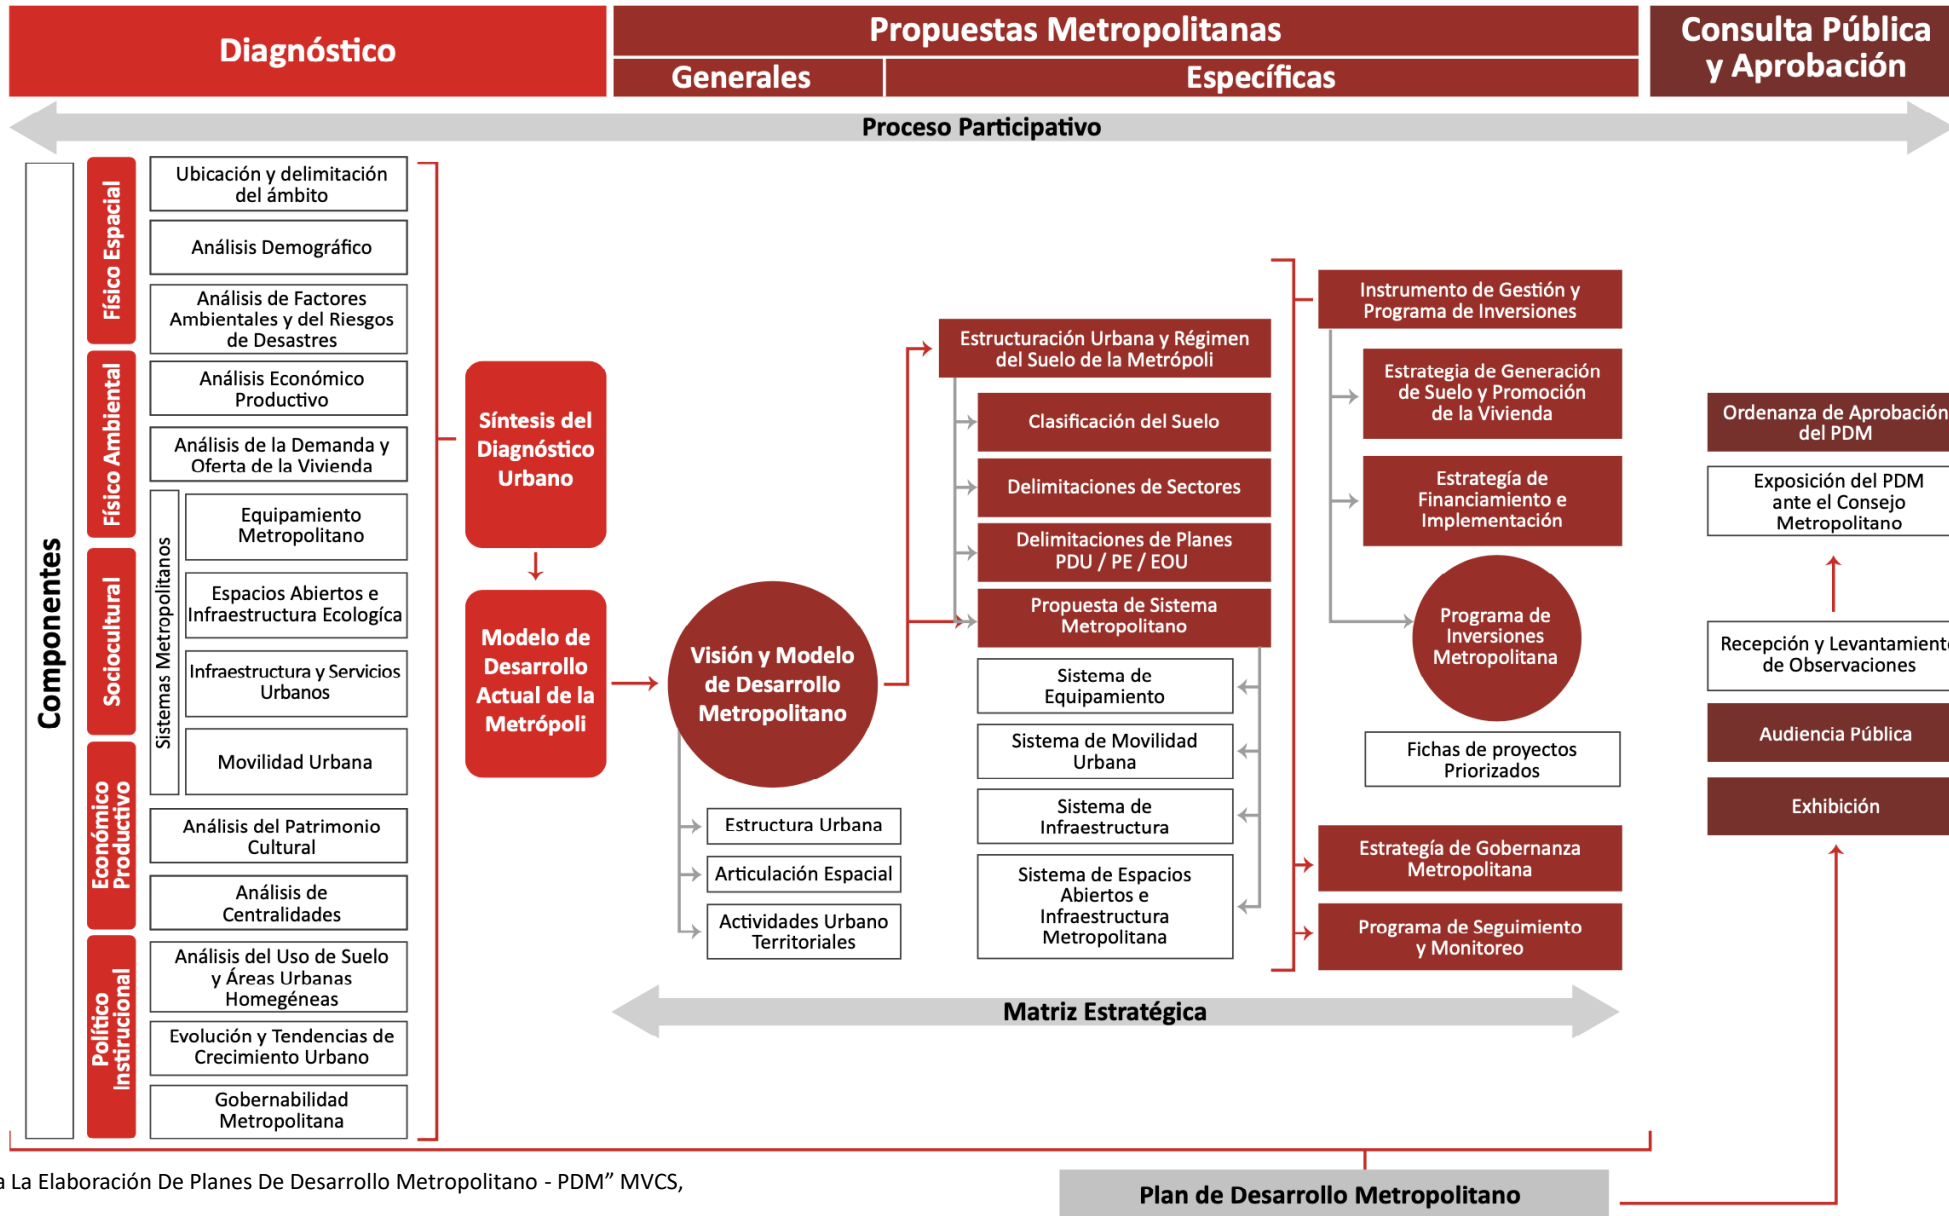 Diagnóstico
Propuestas Metropolitanas
Generales
Específicas
Consulta Pública
y Aprobación
Proceso Participativo
Componentes
Físico Espacial
Físico Ambiental
Sociocultural
Económico
Productivo
Político
Instirucional
Ubicación y delimitación
del ámbito
Análisis Demográfico
Análisis de Factores
Ambientales y del Riesgos
de Desastres
Análisis Económico
Productivo
Análisis de la Demanda y
Oferta de la Vivienda
Sistemas Metropolitanos
Equipamiento
Metropolitano
Espacios Abiertos e
Infraestructura Ecologíca
Infraestructura y Servicios
Urbanos
Movilidad Urbana
Análisis del Patrimonio
Cultural
Análisis de
Centralidades
Análisis del Uso de Suelo
y Áreas Urbanas
Homegéneas
Evolución y Tendencias de
Crecimiento Urbano
Gobernabilidad
Metropolitana
Síntesis del
Diagnóstico
Urbano
Modelo de
Desarrollo
Actual de la
Metrópoli
Visión y Modelo
de Desarrollo
Metropolitano
Estructura Urbana
Articulación Espacial
Actividades Urbano
Territoriales
Estructuración Urbana y Régimen
del Suelo de la Metrópoli
Clasificación del Suelo
Delimitaciones de Sectores
Delimitaciones de Planes
PDU / PE / EOU
Propuesta de Sistema
Metropolitano
Sistema de
Equipamiento
Sistema de Movilidad
Urbana
Sistema de
Infraestructura
Sistema de Espacios
Abiertos e
Infraestructura
Metropolitana
Instrumento de Gestión y
Programa de Inversiones
Estrategia de Generación
de Suelo y Promoción
de la Vivienda
Estrategía de
Financiamiento e
Implementación
Programa de
Inversiones
Metropolitana
Fichas de proyectos
Priorizados
Estrategía de Gobernanza
Metropolitana
Programa de Seguimiento
y Monitoreo
Matriz Estratégica
Ordenanza de Aprobación
del PDM
Exposición del PDM
ante el Consejo
Metropolitano
Recepción y Levantamiento
de Observaciones
Audiencia Pública
Exhibición
a La Elaboración De Planes De Desarrollo Metropolitano - PDM” MVCS,
Plan de Desarrollo Metropolitano